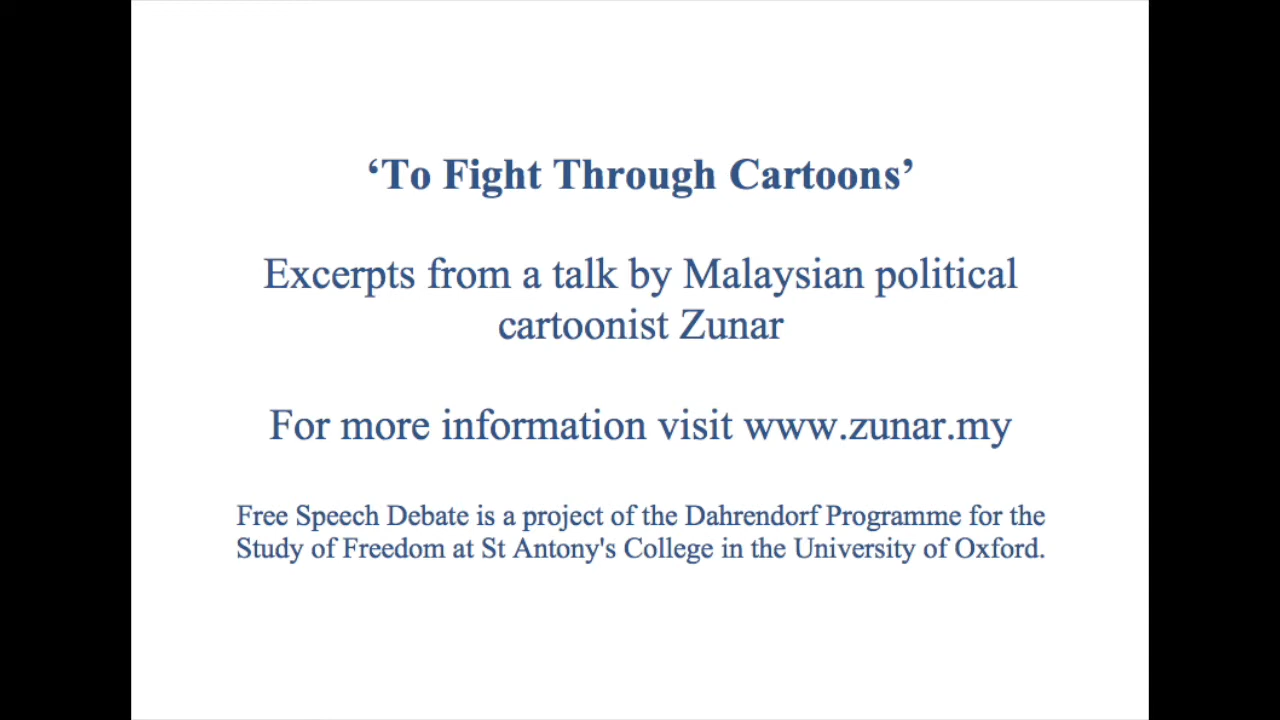 ‘To Fight Through Cartoons’
Excerpts from a talk by Malaysian political
cartoonist Zunar
For more information visit www.zunar.my
Free Speech Debate is a project of the Dahrendorf Programme for the
Study of Freedom at St Antony's College in the University of Oxford.